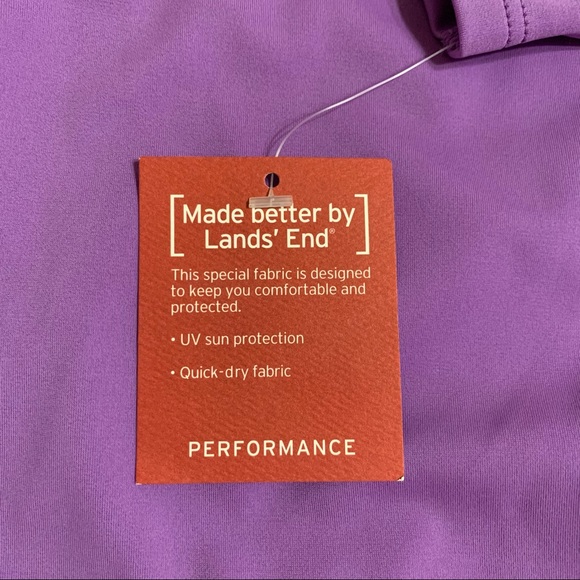 [Made better by
Lands' End®]
This special fabric is designed
to keep you comfortable and
protected.
• UV sun protection
• Quick-dry fabric
PERFORMANCE